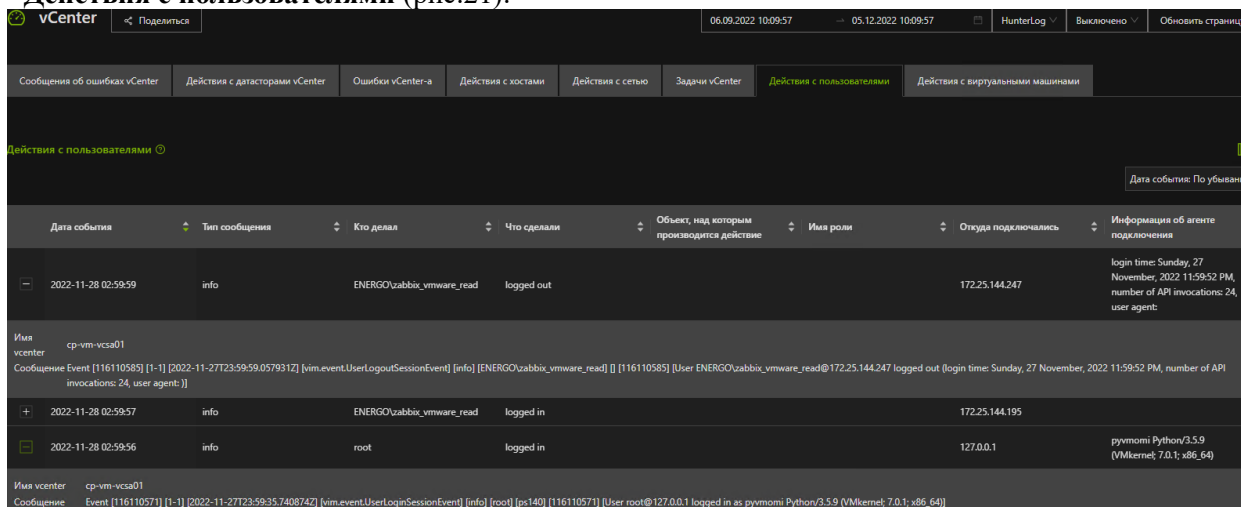 Действия с пользователями (рис.21).
vCenter
Поделиться
06.09.2022 10:09:57 → 05.12.2022 10:09:57
HunterLog
Выключено
Обновить страниц
Сообщения об ошибках vCenter
Действия с датасторами vCenter
Ошибки vCenter-а
Действия с хостами
Действия с сетью
Задачи vCenter
Действия с пользователями
Действия с виртуальными машинами
Действия с пользователями
Дата события: По убыван
Дата события
Тип сообщения
Кто делал
Что сделали
Объект, над которым
производится действие
Имя роли
Откуда подключались
Информация об агенте
подключения
2022-11-28 02:59:59
info
ENERGO\zabbix_vmware_read
logged out
172.25.144.247
login time: Sunday, 27
November, 2022 11:59:52 PM,
number of API invocations: 24,
user agent:
Имя
vcenter
cp-vm-vcsa01
Сообщение Event [116110585] [1-1] [2022-11-27T23:59:59.057931Z] [vim.event.UserLogoutSessionEvent] [info] [ENERGO\zabbix_vmware_read] [] [116110585] [User ENERGO\zabbix_vmware_read@172.25.144.247 logged out (login time: Sunday, 27 November, 2022 11:59:52 PM, number of API
invocations: 24, user agent: )]
2022-11-28 02:59:57
info
ENERGO\zabbix_vmware_read
logged in
172.25.144.195
2022-11-28 02:59:56
info
root
logged in
127.0.0.1
pyvmomi Python/3.5.9
(VMkernel; 7.0.1; x86_64)
Имя vcenter cp-vm-vcsa01
Сообщение Event [116110571] [1-1] [2022-11-27T23:59:35.740874Z] [vim.event.UserLoginSessionEvent] [info] [root] [ps140] [116110571] [User root@127.0.0.1 logged in as pyvmomi Python/3.5.9 (VMkernel; 7.0.1; x86_64)]